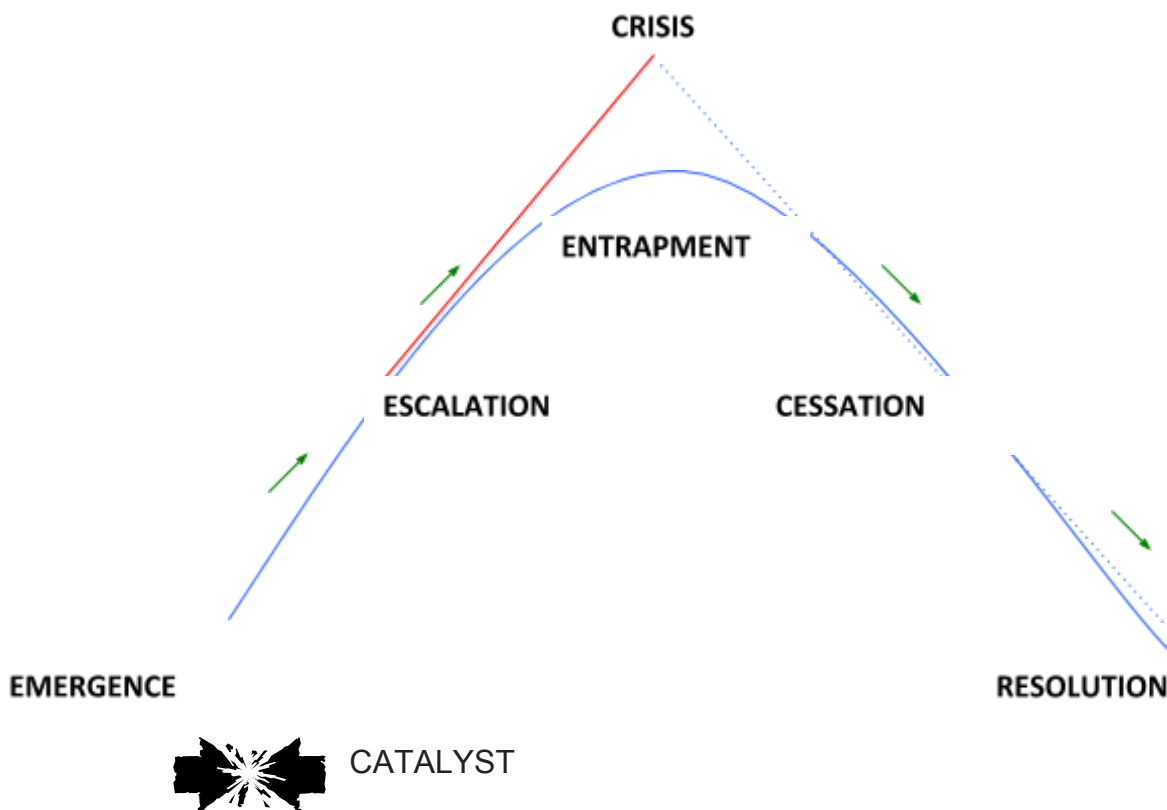 CRISIS
ENTRAPMENT
ESCALATION
CESSATION
EMERGENCE
RESOLUTION
CATALYST